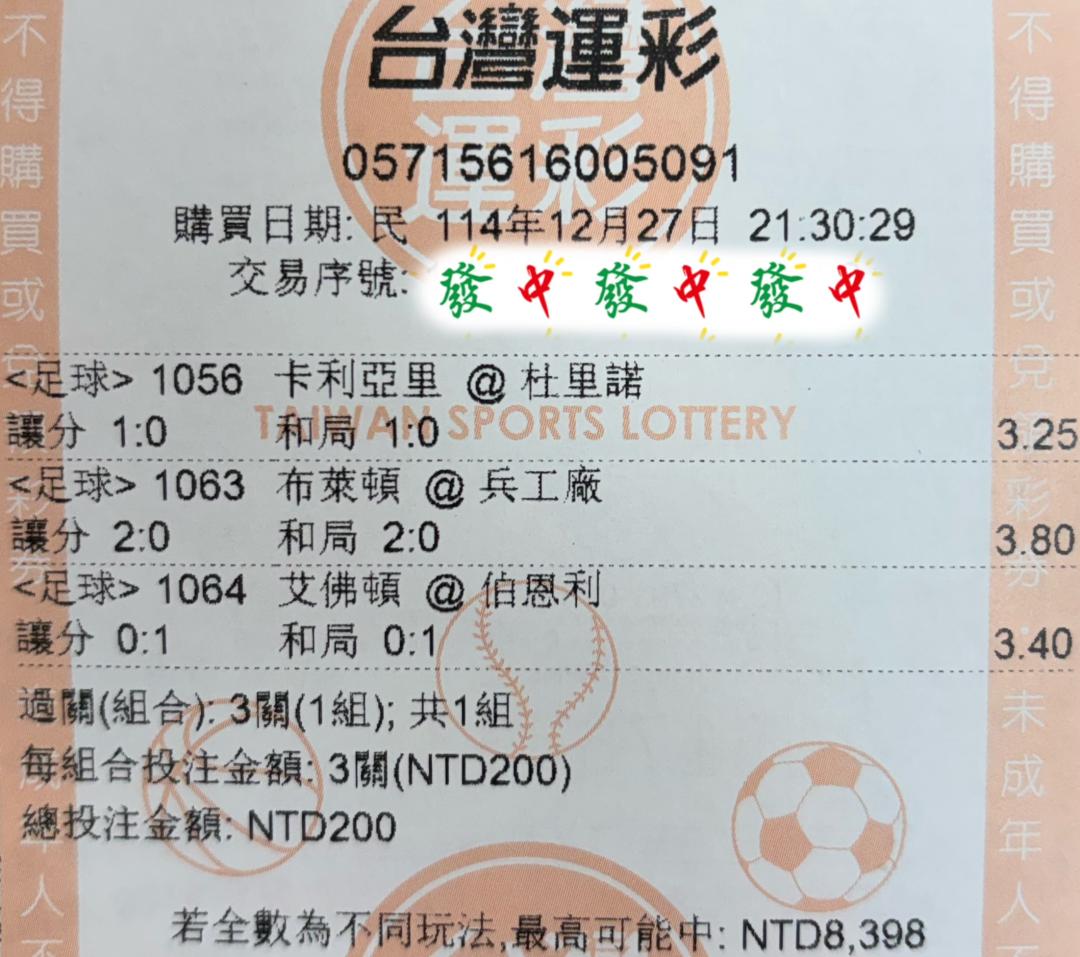 台灣運彩
05715616005091
購買日期: 民 114年12月27日 21:30:29
交易序號: 發中發中發中
<足球> 1056 卡利亞里 @ 杜里諾
讓分 1:0 和局 1:0 3.25
TAIWAN SPORTS LOTTERY
<足球> 1063 布萊頓 @ 兵工廠
讓分 2:0 和局 2:0 3.80
<足球> 1064 艾佛頓 @ 伯恩利
讓分 0:1 和局 0:1 3.40
過關(組合): 3關(1組); 共1組
每組合投注金額: 3關(NTD200)
總投注金額: NTD200
若全數為不同玩法,最高可能中: NTD8,398
台灣運彩
不得購買或兌
未成年人不
不得購買或兌
未成年人